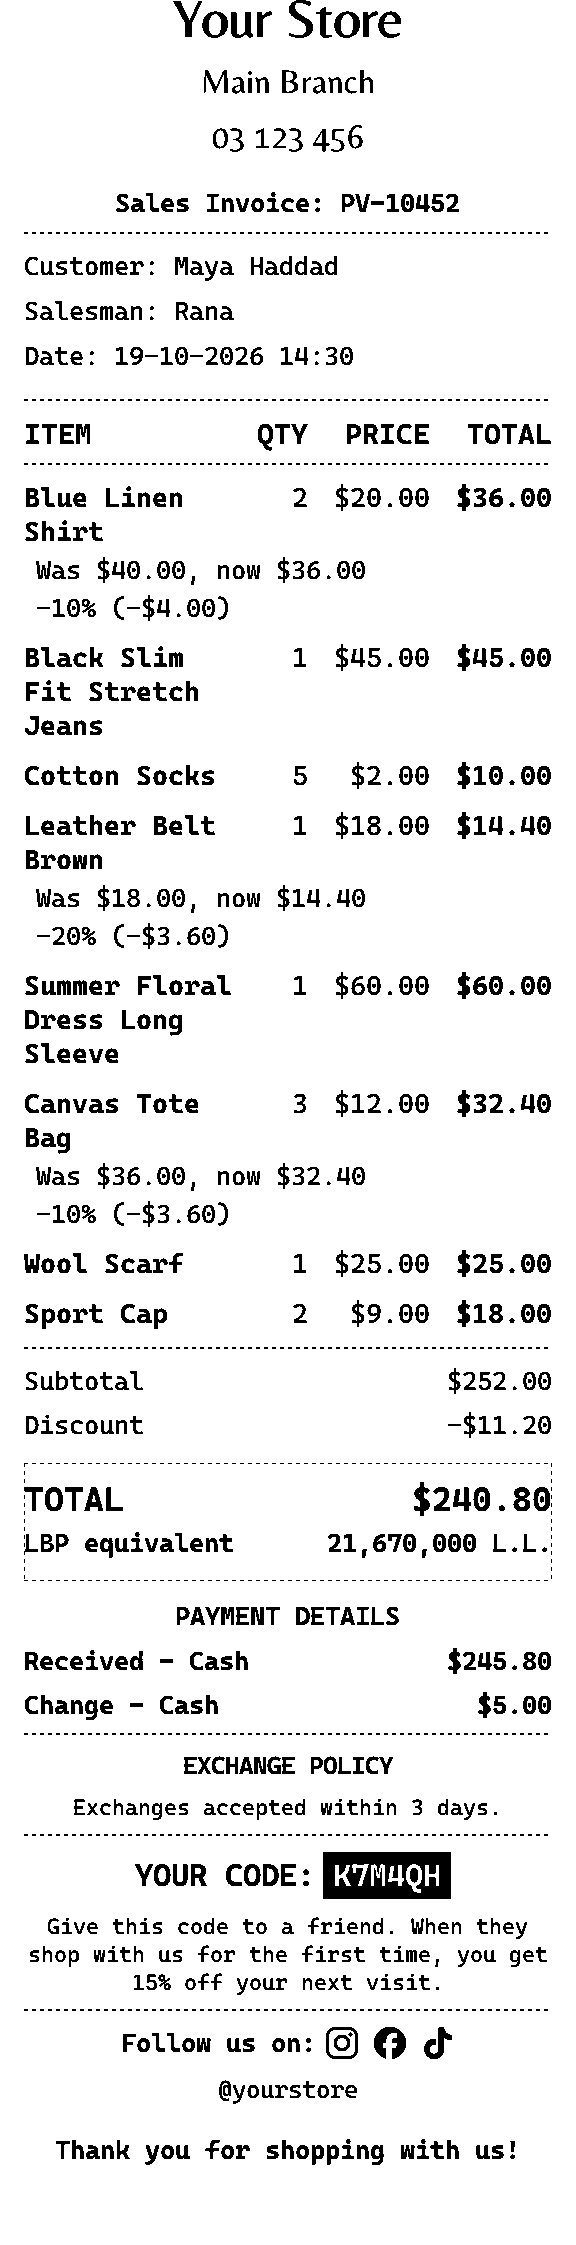 Your Store
Main Branch
03 123 456
Sales Invoice: PV-10452
Customer: Maya Haddad
Salesman: Rana
Date: 19-10-2026 14:30
ITEM QTY PRICE TOTAL
Blue Linen 2 $20.00 $36.00
Shirt
Was $40.00, now $36.00
-10% (-$4.00)
Black Slim 1 $45.00 $45.00
Fit Stretch
Jeans
Cotton Socks 5 $2.00 $10.00
Leather Belt 1 $18.00 $14.40
Brown
Was $18.00, now $14.40
-20% (-$3.60)
Summer Floral 1 $60.00 $60.00
Dress Long
Sleeve
Canvas Tote 3 $12.00 $32.40
Bag
Was $36.00, now $32.40
-10% (-$3.60)
Wool Scarf 1 $25.00 $25.00
Sport Cap 2 $9.00 $18.00
Subtotal $252.00
Discount -$11.20
TOTAL $240.80
LBP equivalent 21,670,000 L.L.
PAYMENT DETAILS
Received - Cash $245.80
Change - Cash $5.00
EXCHANGE POLICY
Exchanges accepted within 3 days.
YOUR CODE: K7M4QH
Give this code to a friend. When they
shop with us for the first time, you get
15% off your next visit.
Follow us on:
@yourstore
Thank you for shopping with us!